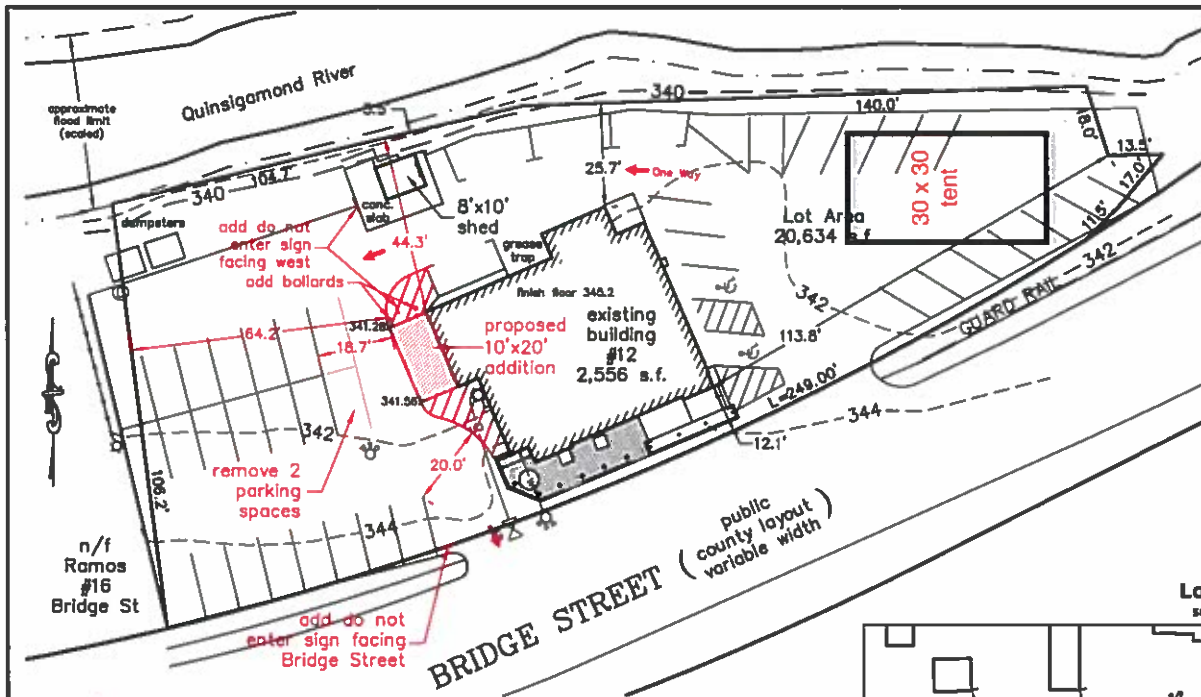 Quinsigamond River
approximate
flood limit
(scaled)
340
140.0'
18.0'
13.5'
17.0'
11.5'
340
dumpsters
conc.
slab
8'x10'
shed
25.7'
One Way
30 x 30
tent
Lot Area
20,634 s.f.
add do not
enter sign
facing west
44.3'
add bollards
grease
trap
finish floor
existing
building
#12
2,556 s.f.
proposed
10'x20'
addition
64.2'
18.7'
341.28
341.56
342
342
342
GUARD RAIL
113.8'
L=249.00'
344
12.1'
342
remove 2
parking
spaces
20.0'
344
106.2'
n/f
Ramos
#16
Bridge St
add do not
enter sign facing
Bridge Street
BRIDGE STREET
( public
county layout
variable width )